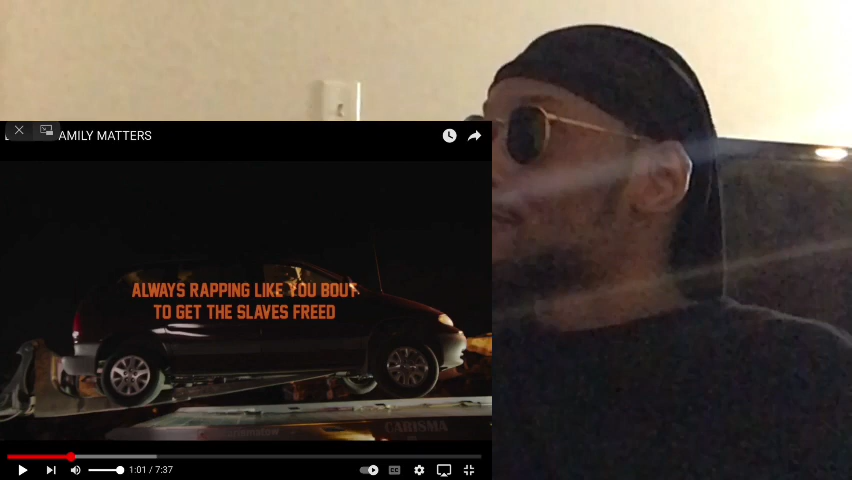 AMILY MATTERS
ALWAYS RAPPING LIKE YOU BOUT
TO GET THE SLAVES FREED
CARISMA
1:01 / 7:37